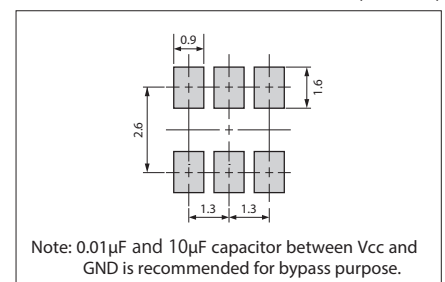 0.9
1.6
2.6
1.3 1.3
Note: 0.01µF and 10µF capacitor between Vcc and
GND is recommended for bypass purpose.